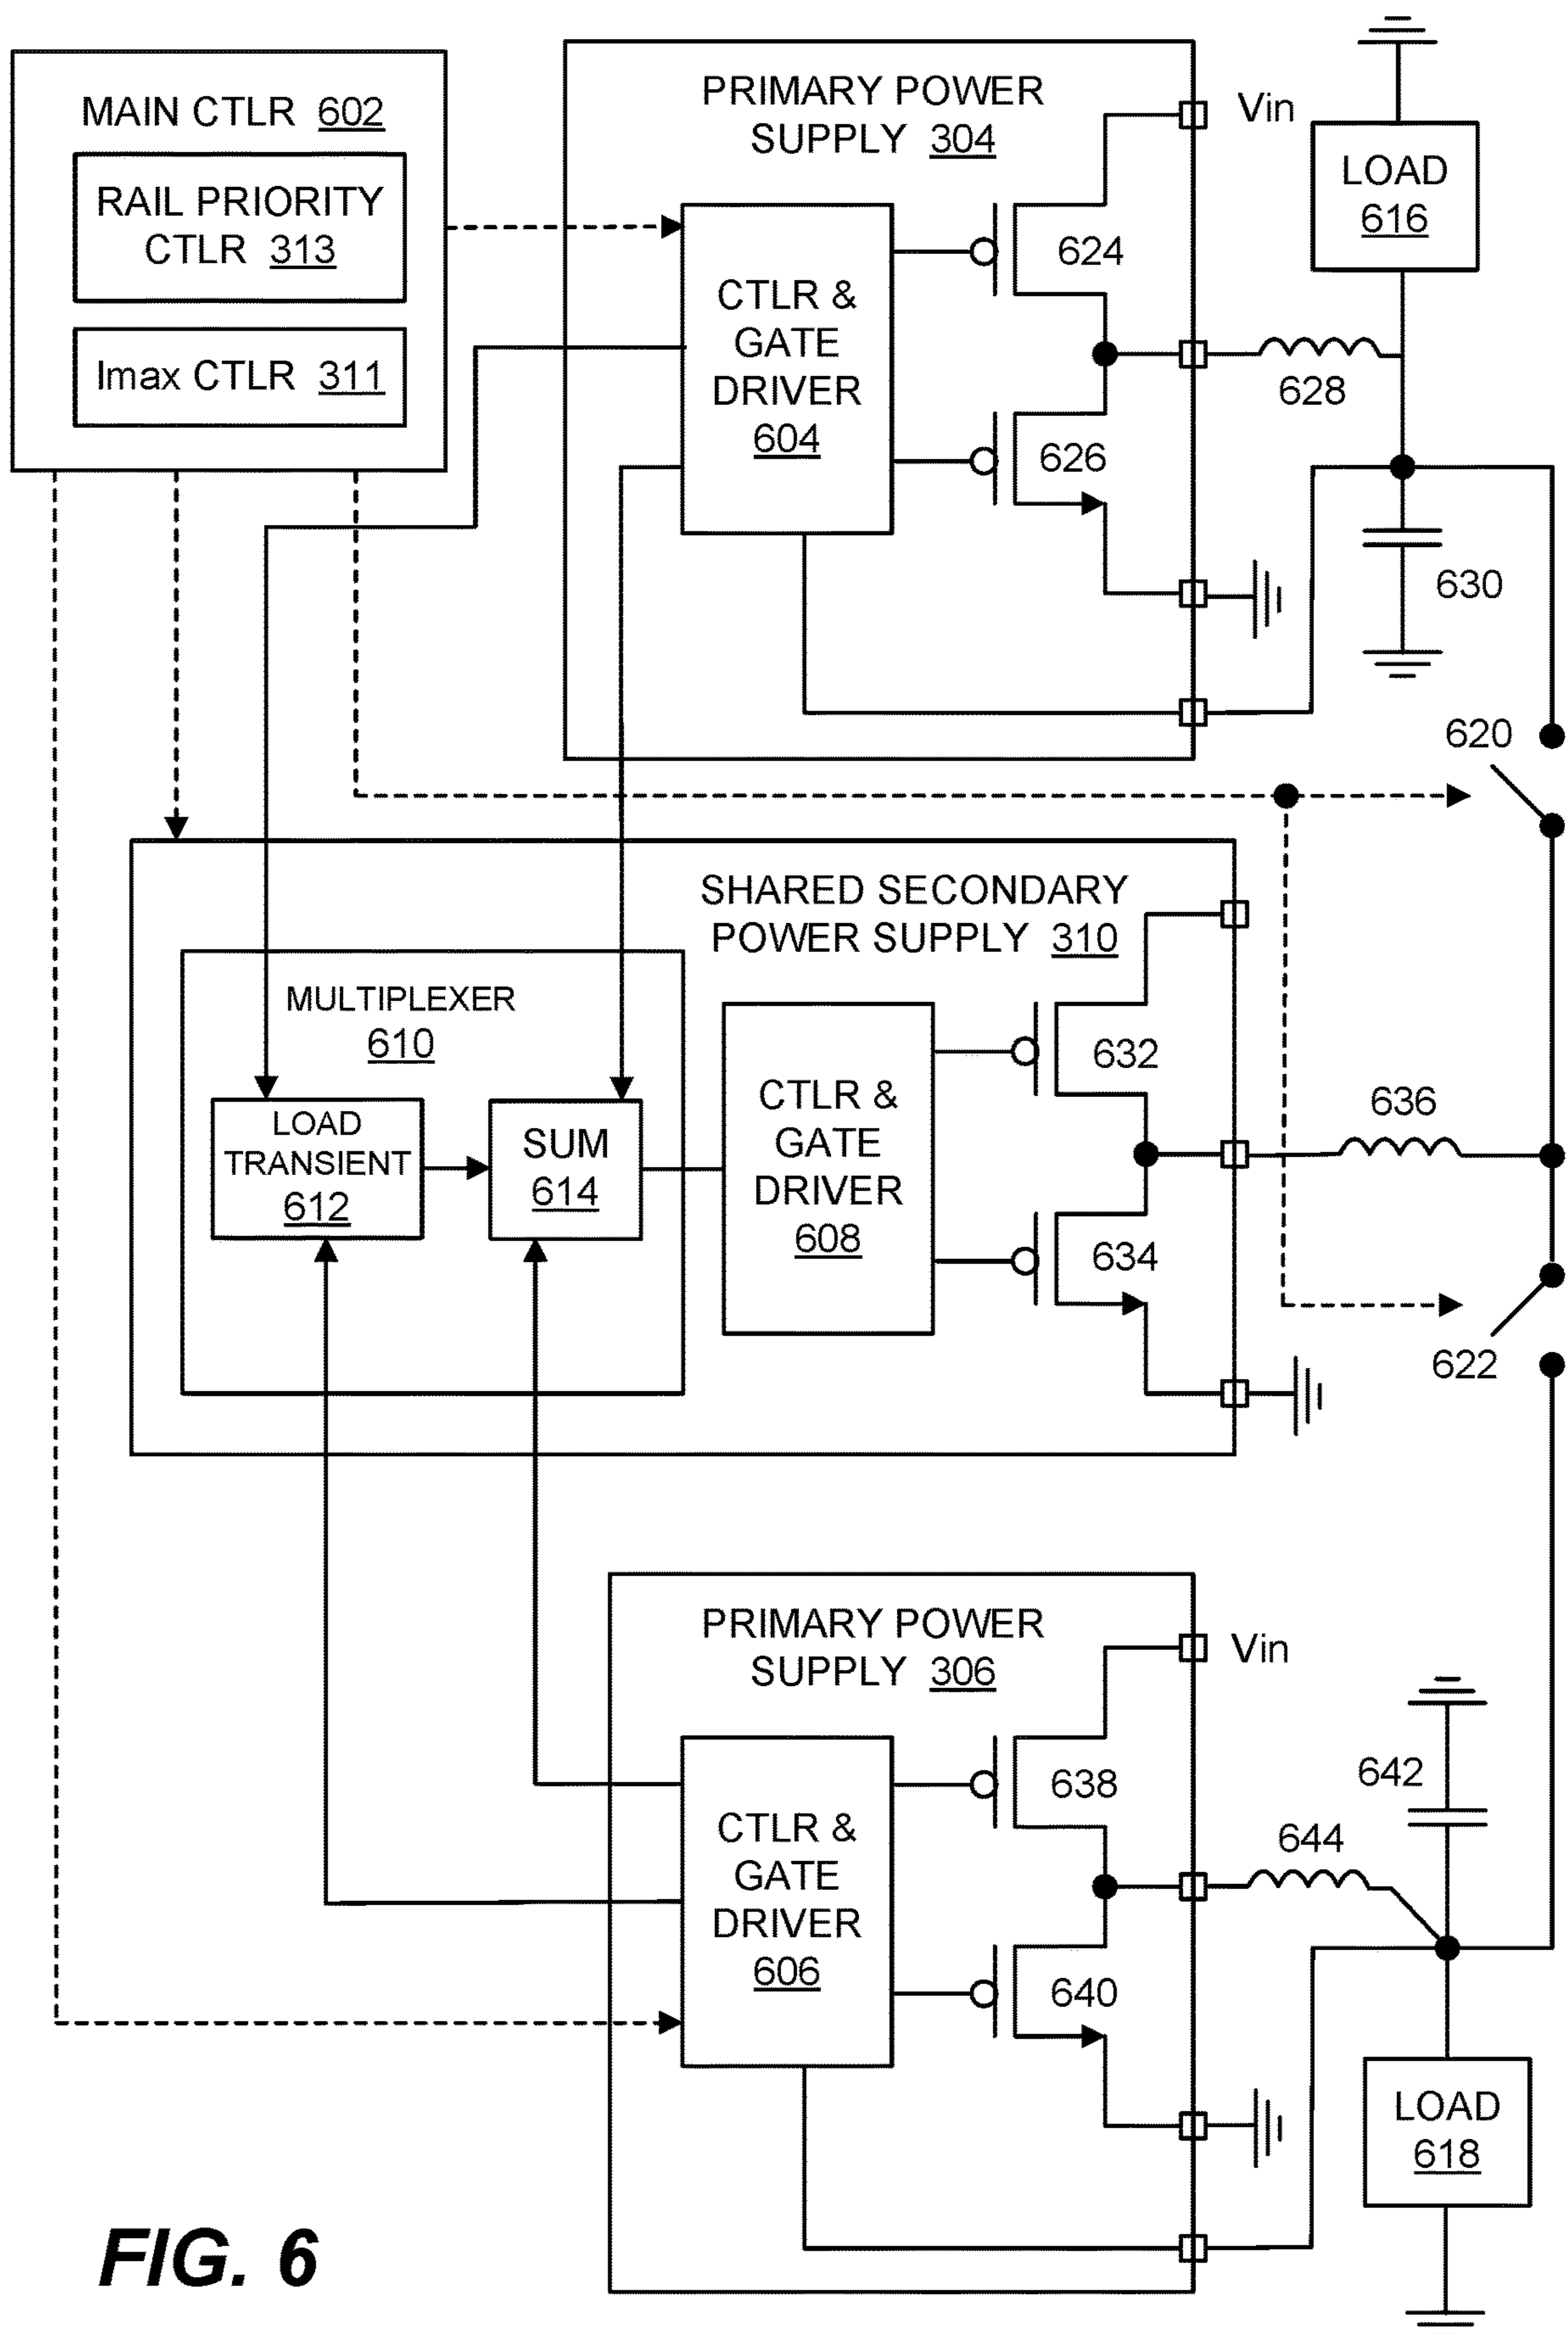 MAIN CTLR 602
RAIL PRIORITY
CTLR 313
Imax CTLR 311
PRIMARY POWER
SUPPLY 304
Vin
CTLR &
GATE
DRIVER
604
624
626
LOAD
616
628
630
620
SHARED SECONDARY
POWER SUPPLY 310
MULTIPLEXER
610
LOAD
TRANSIENT
612
SUM
614
CTLR &
GATE
DRIVER
608
632
634
636
622
PRIMARY POWER
SUPPLY 306
Vin
CTLR &
GATE
DRIVER
606
638
640
642
644
LOAD
618
FIG. 6